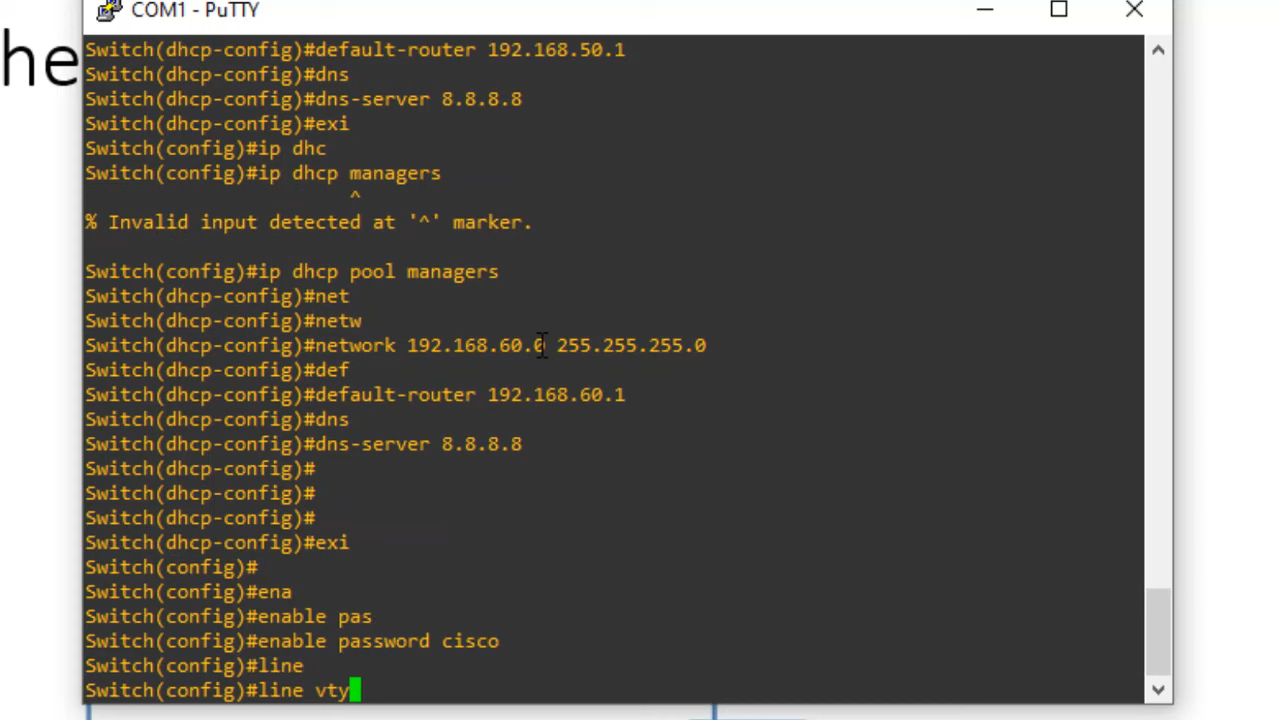 COM1 - PuTTY
he
Switch(dhcp-config)#default-router 192.168.50.1
Switch(dhcp-config)#dns
Switch(dhcp-config)#dns-server 8.8.8.8
Switch(dhcp-config)#exi
Switch(config)#ip dhc
Switch(config)#ip dhcp managers
^
% Invalid input detected at '^' marker.
Switch(config)#ip dhcp pool managers
Switch(dhcp-config)#net
Switch(dhcp-config)#netw
Switch(dhcp-config)#network 192.168.60.0 255.255.255.0
Switch(dhcp-config)#def
Switch(dhcp-config)#default-router 192.168.60.1
Switch(dhcp-config)#dns
Switch(dhcp-config)#dns-server 8.8.8.8
Switch(dhcp-config)#
Switch(dhcp-config)#
Switch(dhcp-config)#
Switch(dhcp-config)#exi
Switch(config)#
Switch(config)#ena
Switch(config)#enable pas
Switch(config)#enable password cisco
Switch(config)#line
Switch(config)#line vty